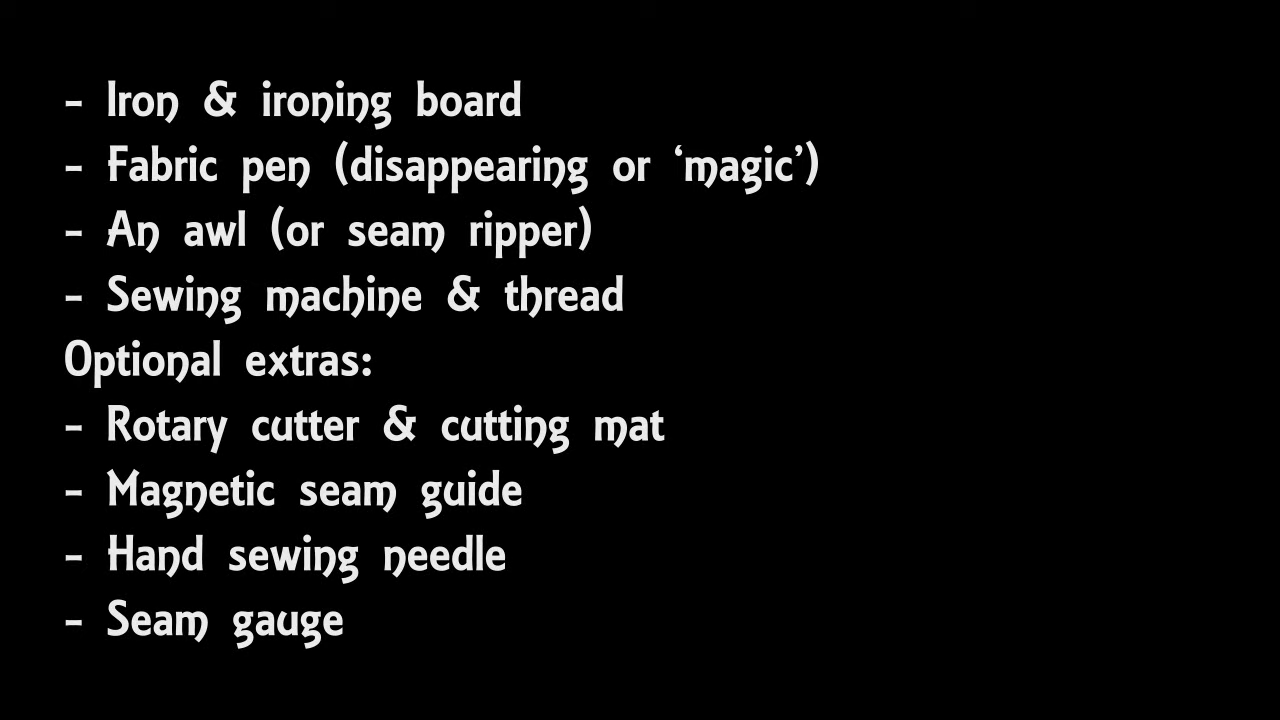 - Iron & ironing board
- Fabric pen (disappearing or ‘magic’)
- An awl (or seam ripper)
- Sewing machine & thread
Optional extras:
- Rotary cutter & cutting mat
- Magnetic seam guide
- Hand sewing needle
- Seam gauge